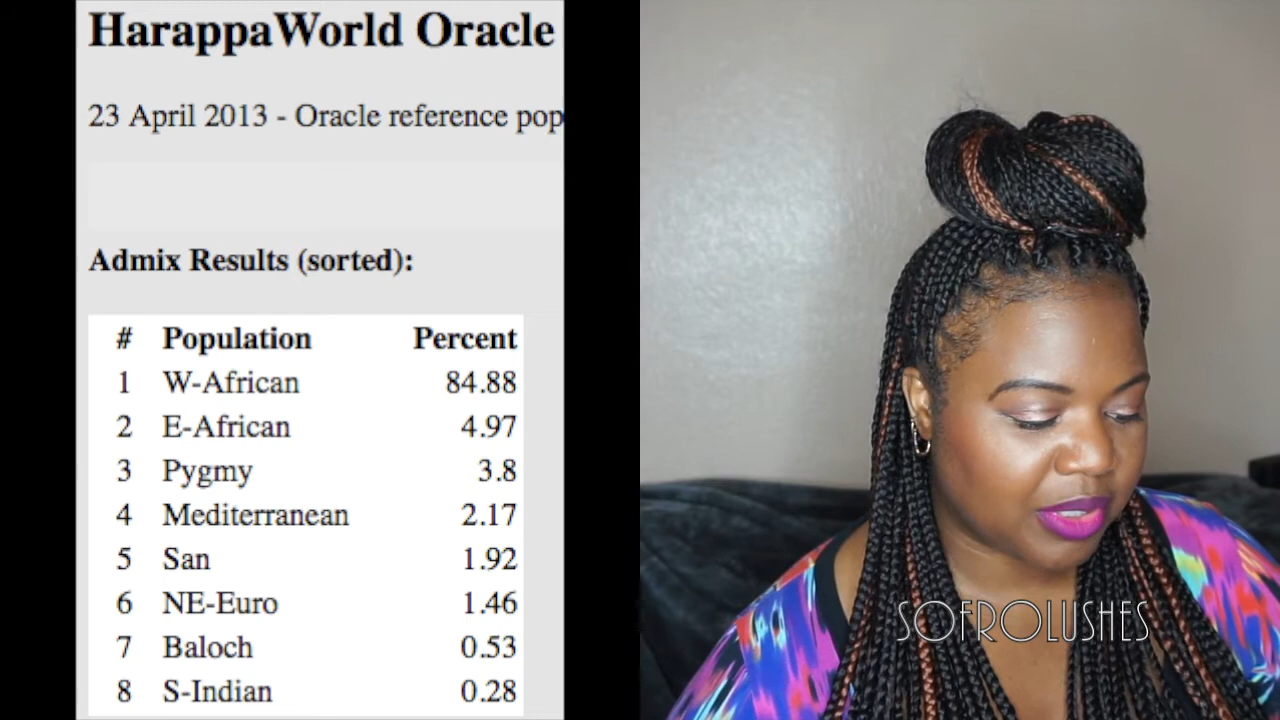 HarappaWorld Oracle
23 April 2013 - Oracle reference pop
Admix Results (sorted):
# Population Percent
1 W-African 84.88
2 E-African 4.97
3 Pygmy 3.8
4 Mediterranean 2.17
5 San 1.92
6 NE-Euro 1.46
7 Baloch 0.53
8 S-Indian 0.28
SOFROLUSHES